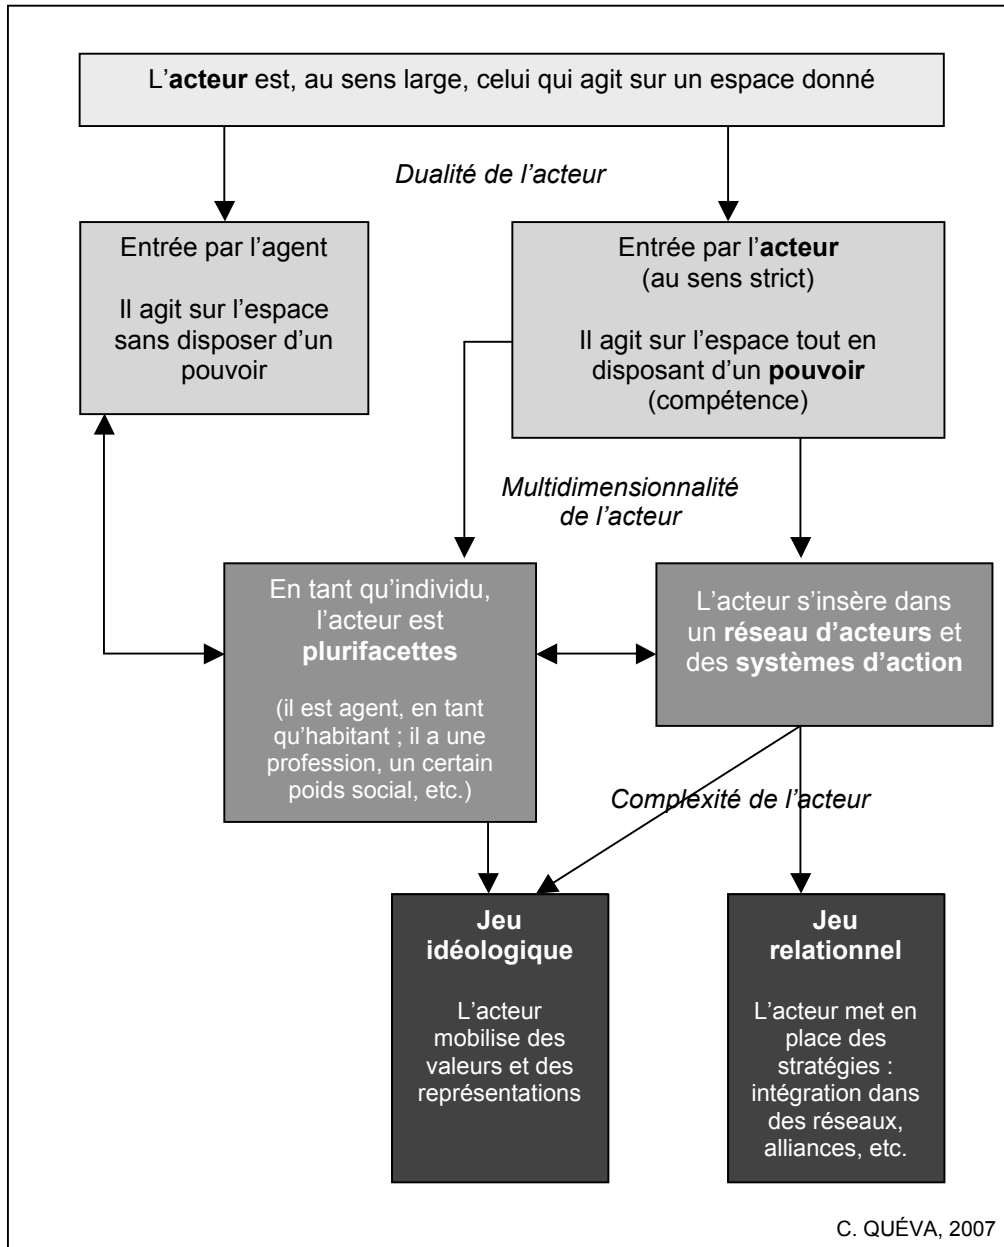 L’acteur est, au sens large, celui qui agit sur un espace donné
Dualité de l’acteur
Entrée par l’agent
Il agit sur l’espace
sans disposer d’un
pouvoir
Entrée par l’acteur
(au sens strict)
Il agit sur l’espace tout en
disposant d’un pouvoir
(compétence)
Multidimensionnalité
de l’acteur
En tant qu’individu,
l’acteur est
plurifacettes
(il est agent, en tant
qu’habitant ; il a une
profession, un certain
poids social, etc.)
L’acteur s’insère dans
un réseau d’acteurs et
des systèmes d’action
Complexité de l’acteur
Jeu
idéologique
L’acteur
mobilise des
valeurs et des
représentations
Jeu
relationnel
L’acteur met en
place des
stratégies :
intégration dans
des réseaux,
alliances, etc.
C. QUÉVA, 2007